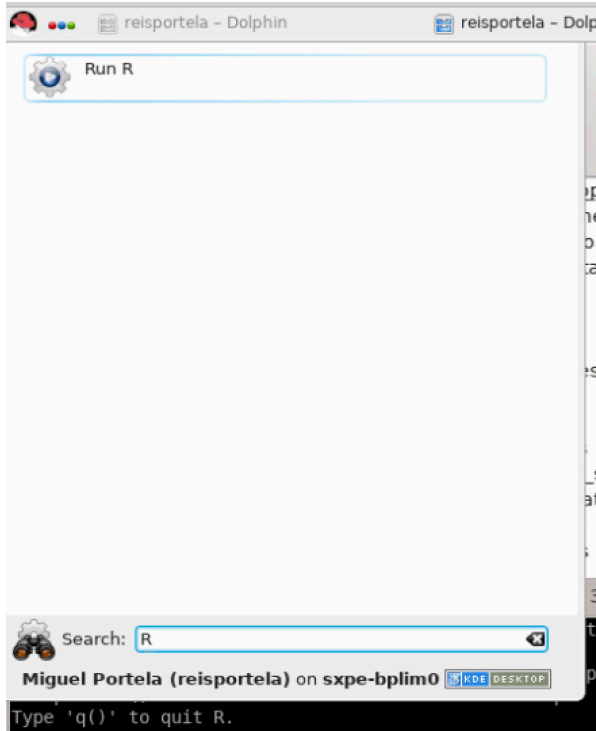 reisportela – Dolphin
reisportela – Dolp
Run R
Search: R
Miguel Portela (reisportela) on sxpe-bplim0 KDE DESKTOP
Type 'q()' to quit R.